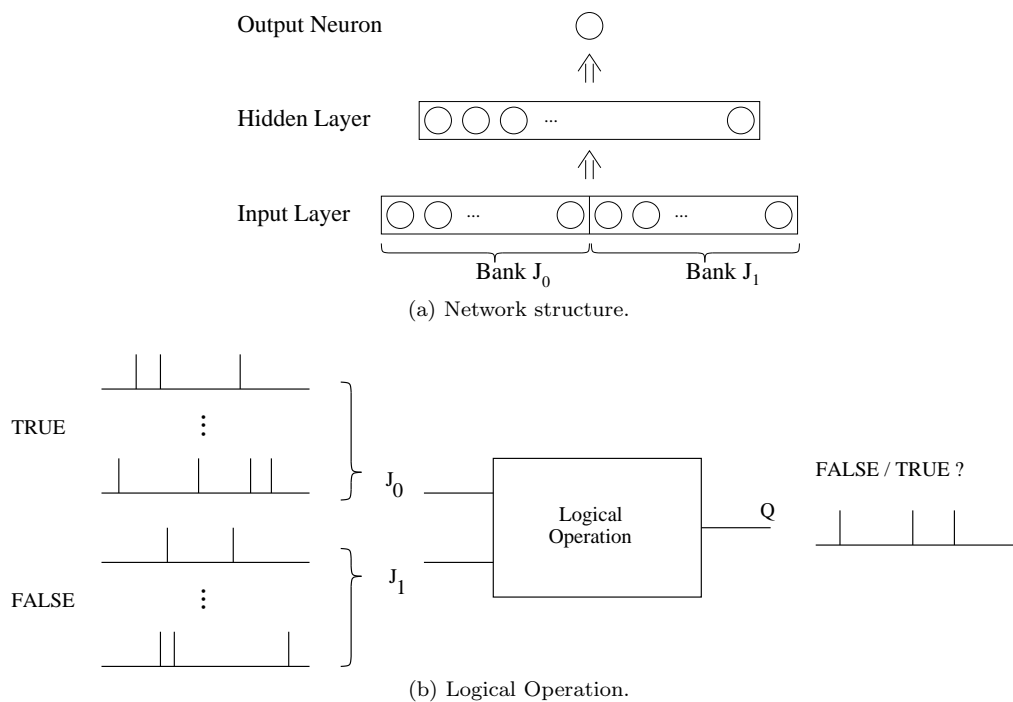 Output Neuron
Hidden Layer
...
Input Layer
... ...
Bank J0 Bank J1
(a) Network structure.
TRUE
FALSE
J0
J1
Logical
Operation
Q
FALSE / TRUE ?
(b) Logical Operation.